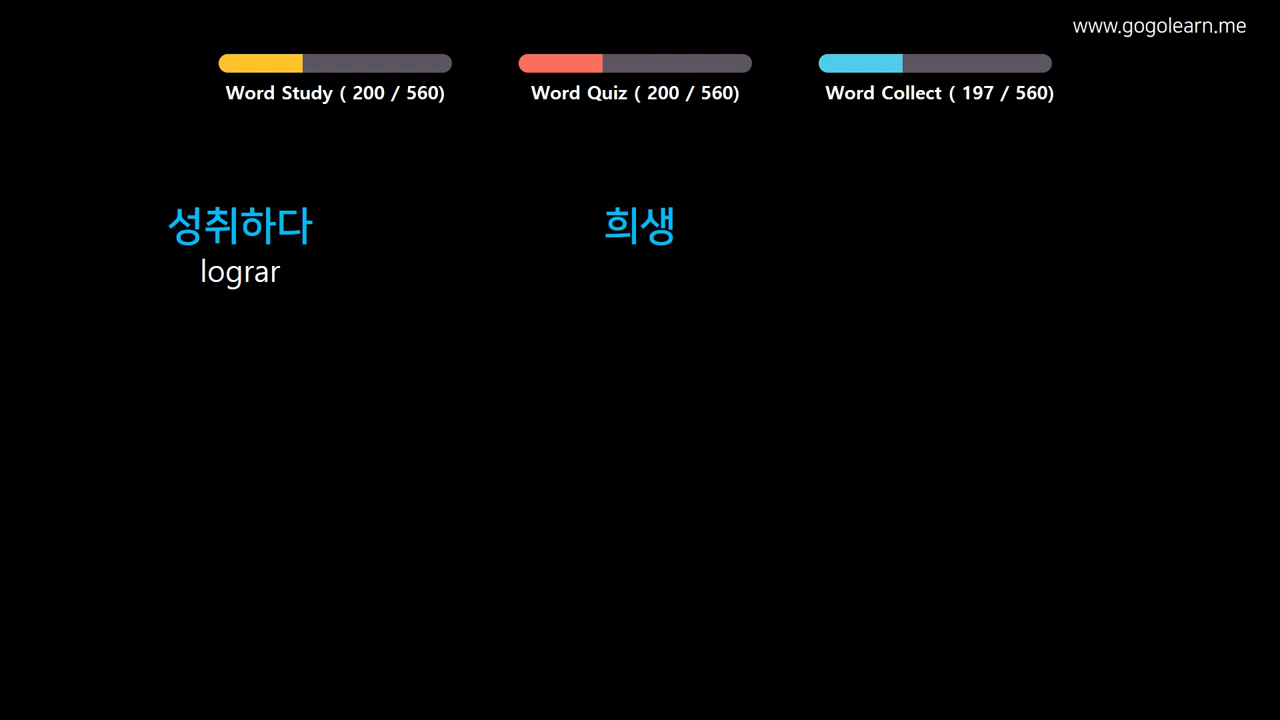 www.gogolearn.me
Word Study ( 200 / 560)
Word Quiz ( 200 / 560)
Word Collect ( 197 / 560)
성취하다
lograr
희생